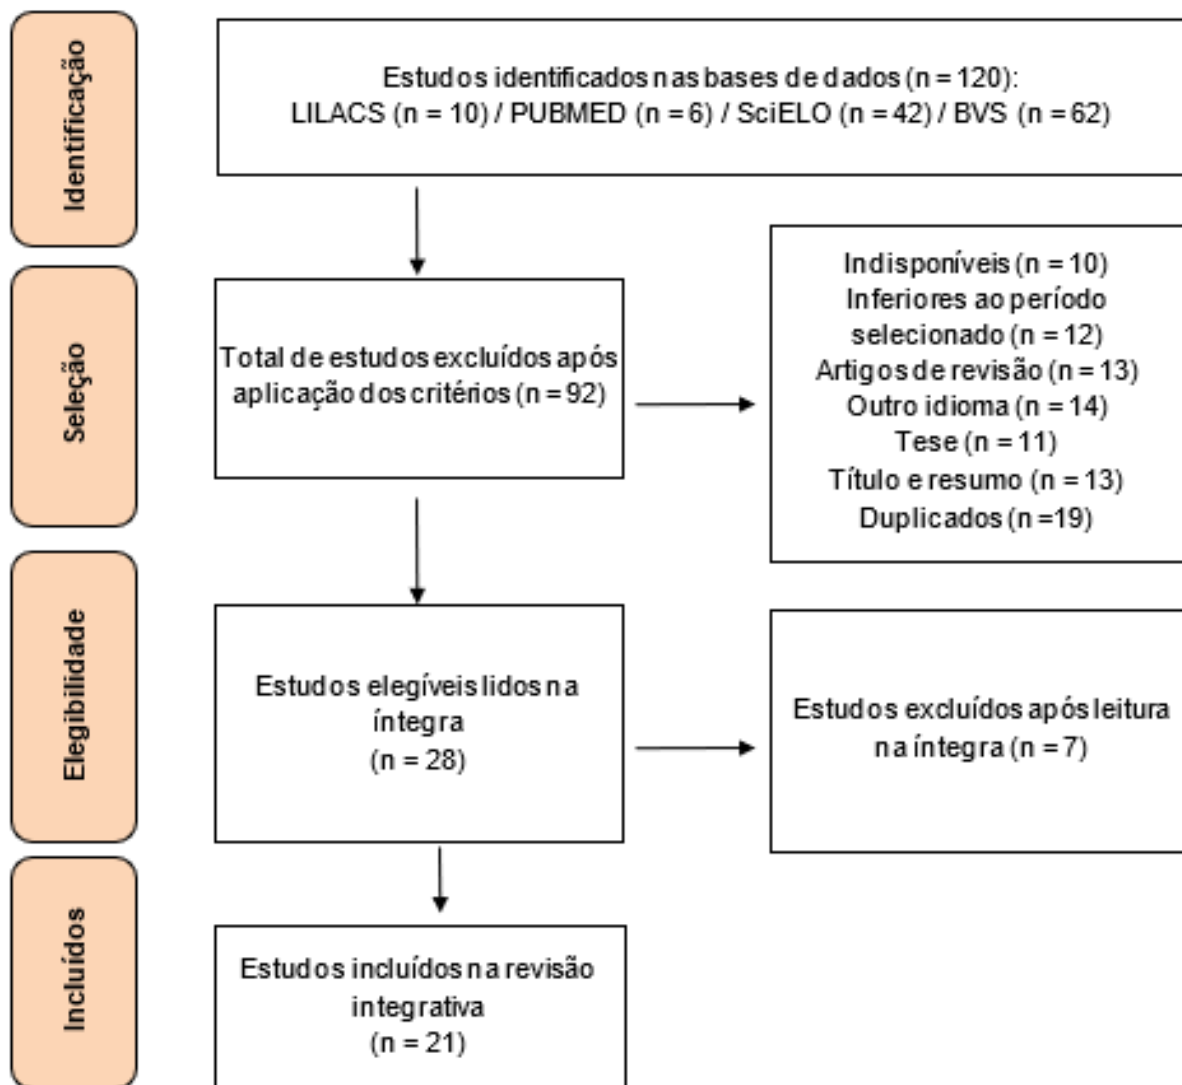 Identificação
Estudos identificados nas bases de dados (n = 120):
LILACS (n = 10) / PUBMED (n = 6) / SciELO (n = 42) / BVS (n = 62)
Seleção
Total de estudos excluídos após
aplicação dos critérios (n = 92)
Indisponíveis (n = 10)
Inferiores ao período
selecionado (n = 12)
Artigos de revisão (n = 13)
Outro idioma (n = 14)
Tese (n = 11)
Título e resumo (n = 13)
Duplicados (n =19)
Elegibilidade
Estudos elegíveis lidos na
íntegra
(n = 28)
Estudos excluídos após leitura
na íntegra (n = 7)
Incluídos
Estudos incluídos na revisão
integrativa
(n = 21)